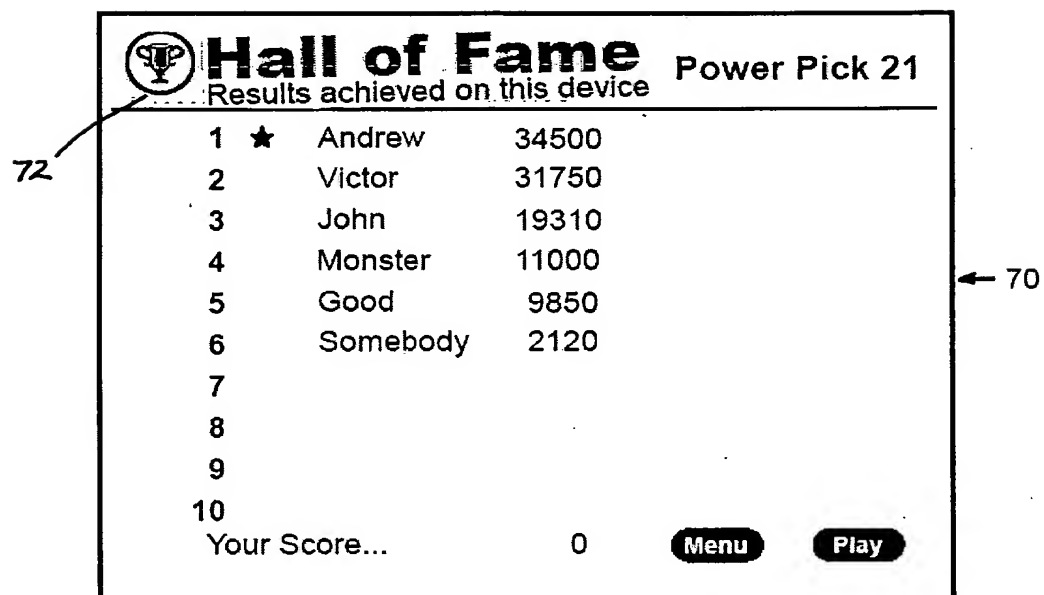 Hall of Fame Power Pick 21
Results achieved on this device
1 ★ Andrew 34500
72
2 Victor 31750
3 John 19310
4 Monster 11000
70
5 Good 9850
6 Somebody 2120
7
8
9
10
Your Score... 0 Menu Play